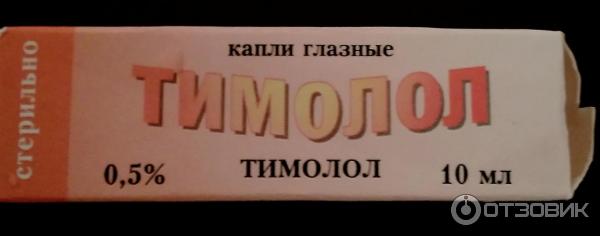 стерильно
капли глазные
ТИМОЛОЛ
0,5% ТИМОЛОЛ 10 мл
ОТЗОВИК